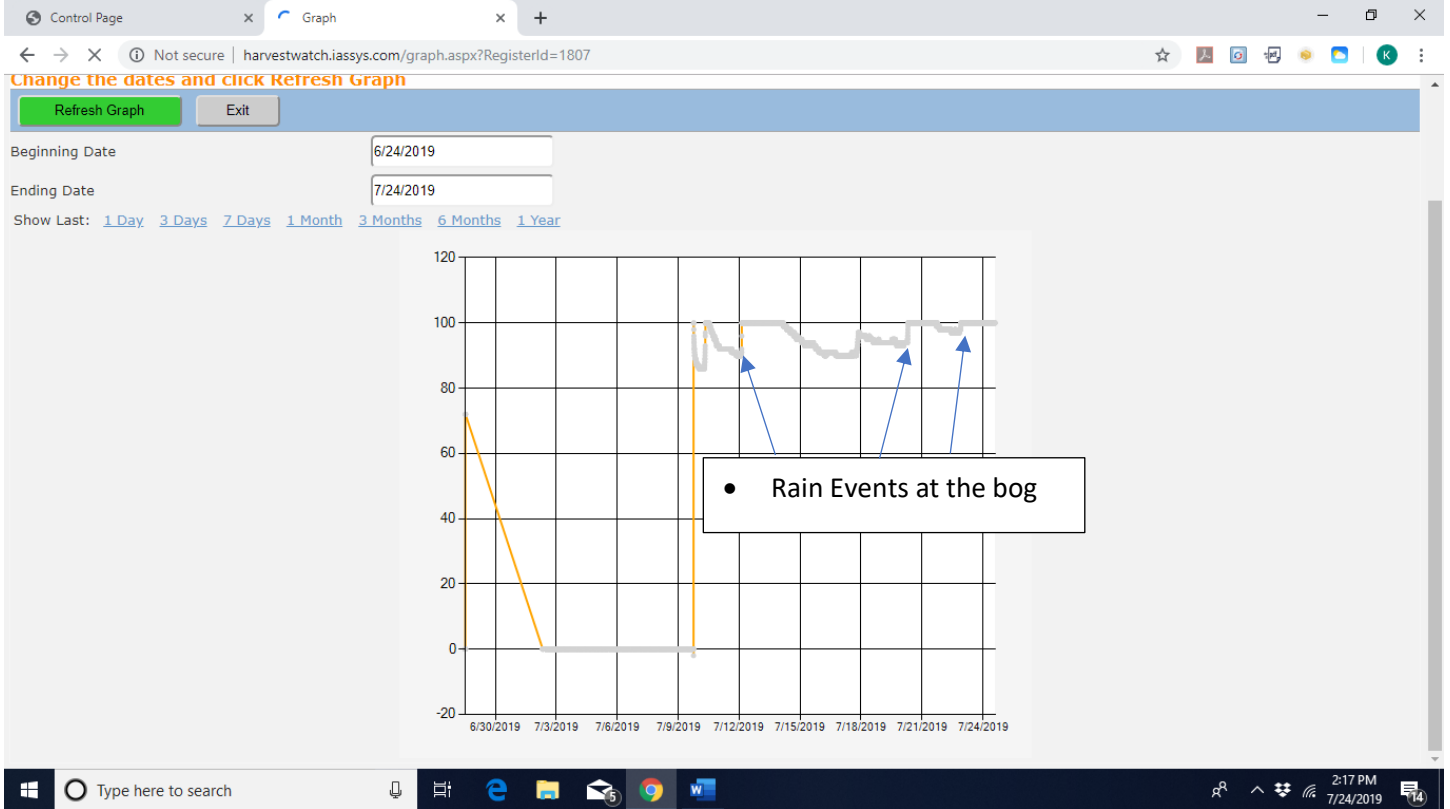 Control Page
Graph
Not secure | harvestwatch.iassys.com/graph.aspx?RegisterId=1807
K
Change the dates and click Refresh Graph
Refresh Graph Exit
Beginning Date 6/24/2019
Ending Date 7/24/2019
Show Last: 1 Day 3 Days 7 Days 1 Month 3 Months 6 Months 1 Year
120
100
80
60
40
20
0
-20
• Rain Events at the bog
6/30/2019 7/3/2019 7/6/2019 7/9/2019 7/12/2019 7/15/2019 7/18/2019 7/21/2019 7/24/2019
Type here to search
5
W
2:17 PM
7/24/2019
14